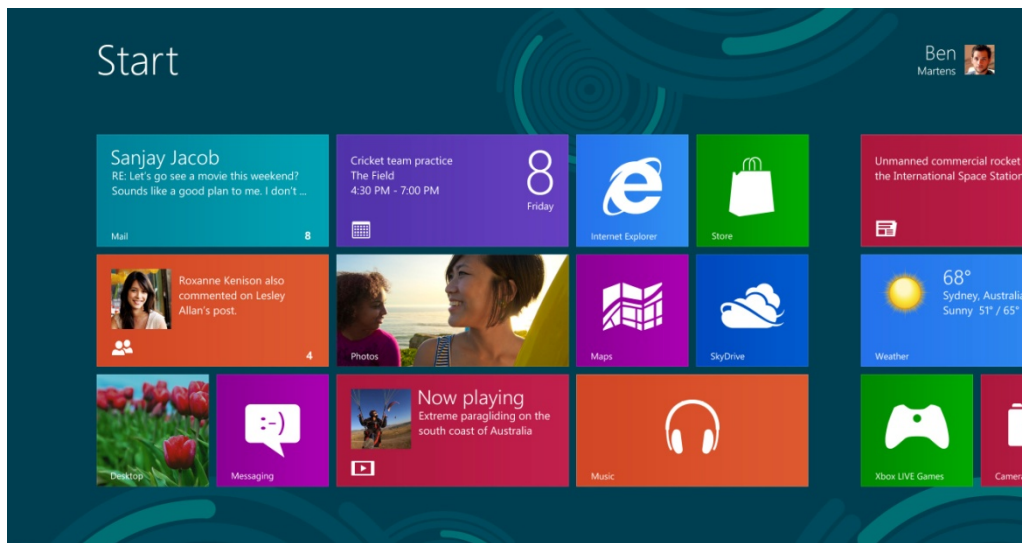 Start
Ben
Martens
Sanjay Jacob
RE: Let's go see a movie this weekend?
Sounds like a good plan to me. I don't ...
Mail
8
Cricket team practice
The Field
4:30 PM - 7:00 PM
8
Friday
Internet Explorer
Store
Unmanned commercial rocket
the International Space Station
Roxanne Kenison also
commented on Lesley
Allan's post.
4
Photos
Maps
SkyDrive
68°
Sydney, Australia
Sunny 51° / 65°
Weather
Desktop
:-)
Messaging
Now playing
Extreme paragliding on the
south coast of Australia
Music
Xbox LIVE Games
Camera